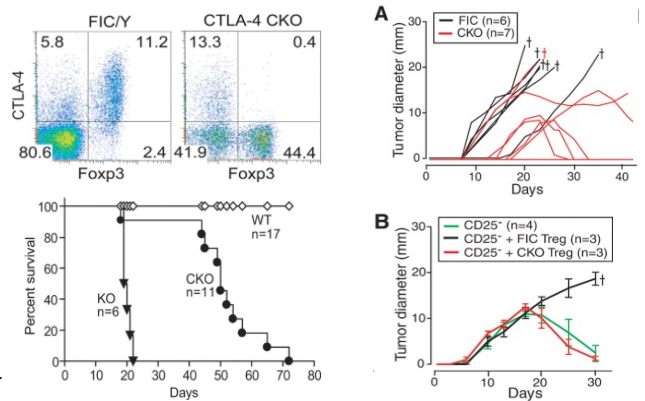 FIC/Y
CTLA-4 CKO
5.8
11.2
13.3
0.4
CTLA-4
80.6
2.4
41.9
44.4
Foxp3
Foxp3
100
80
60
40
20
0
Percent survival
WT
n=17
KO
n=6
CKO
n=11
0 10 20 30 40 50 60 70 80
Days
A
30
20
10
0
Tumor diameter (mm)
FIC (n=6)
CKO (n=7)
† † † † † † †
0 10 20 30 40
Days
B
30
20
10
0
Tumor diameter (mm)
CD25- (n=4)
CD25- + FIC Treg (n=3)
CD25- + CKO Treg (n=3)
†
0 10 20 30
Days